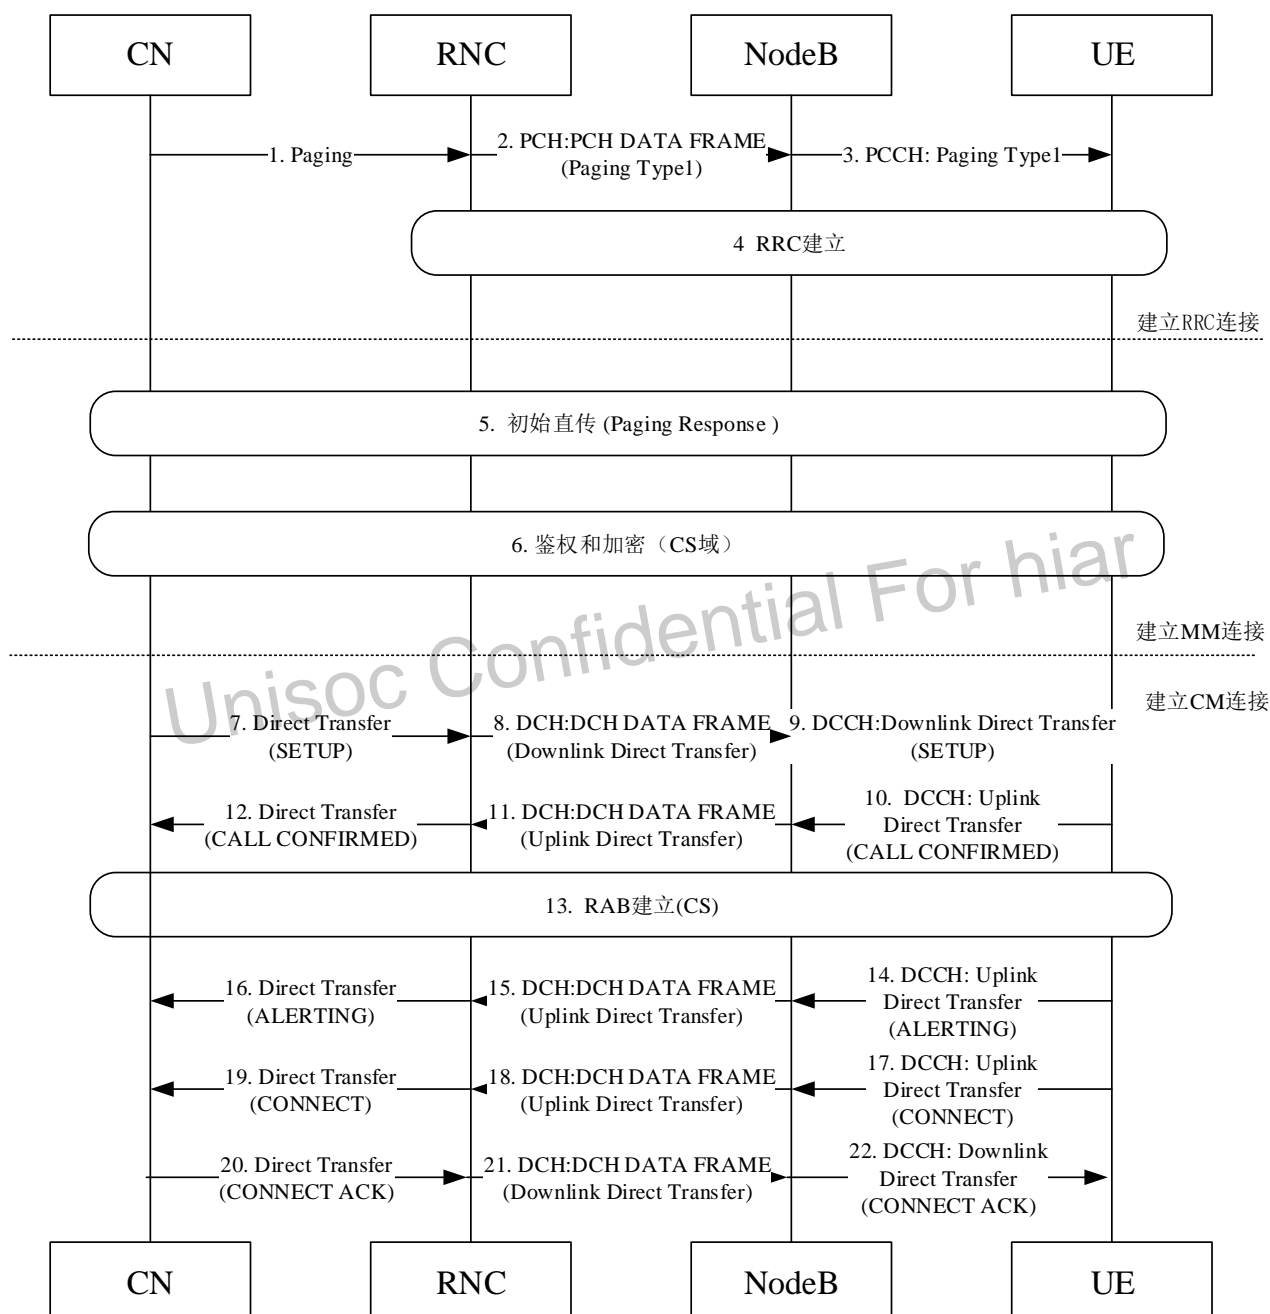 CN
RNC
NodeB
UE
1. Paging
2. PCH:PCH DATA FRAME
(Paging Type1)
3. PCCH: Paging Type1
4 RRC建立
建立RRC连接
5. 初始直传 (Paging Response )
6. 鉴权和加密（CS域）
Unisoc Confidential For hiar
建立MM连接
建立CM连接
7. Direct Transfer
(SETUP)
8. DCH:DCH DATA FRAME
(Downlink Direct Transfer)
9. DCCH:Downlink Direct Transfer
(SETUP)
12. Direct Transfer
(CALL CONFIRMED)
11. DCH:DCH DATA FRAME
(Uplink Direct Transfer)
10. DCCH: Uplink
Direct Transfer
(CALL CONFIRMED)
13. RAB建立(CS)
16. Direct Transfer
(ALERTING)
15. DCH:DCH DATA FRAME
(Uplink Direct Transfer)
14. DCCH: Uplink
Direct Transfer
(ALERTING)
19. Direct Transfer
(CONNECT)
18. DCH:DCH DATA FRAME
(Uplink Direct Transfer)
17. DCCH: Uplink
Direct Transfer
(CONNECT)
20. Direct Transfer
(CONNECT ACK)
21. DCH:DCH DATA FRAME
(Downlink Direct Transfer)
22. DCCH: Downlink
Direct Transfer
(CONNECT ACK)
CN
RNC
NodeB
UE